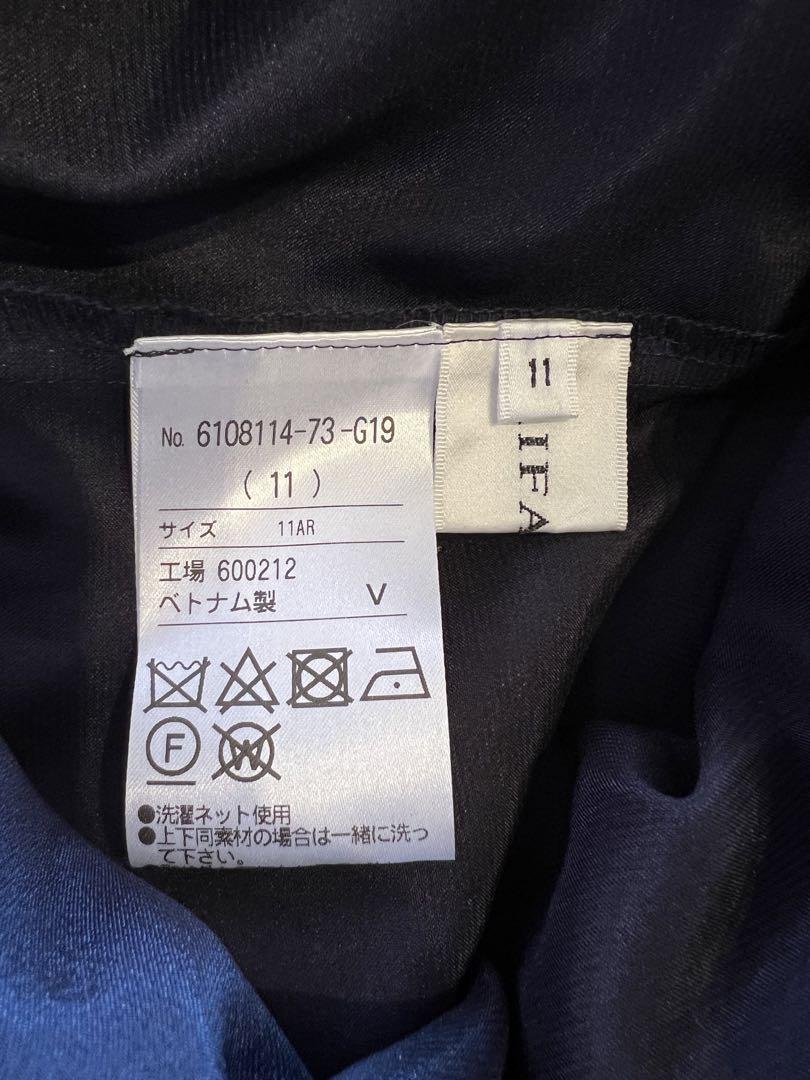 No. 6108114-73-G19
( 11 )
サイズ 11AR
工場 600212
ベトナム製 V
F
W
●洗濯ネット使用
●上下同素材の場合は一緒に洗っ
て下さい。
11
IFA